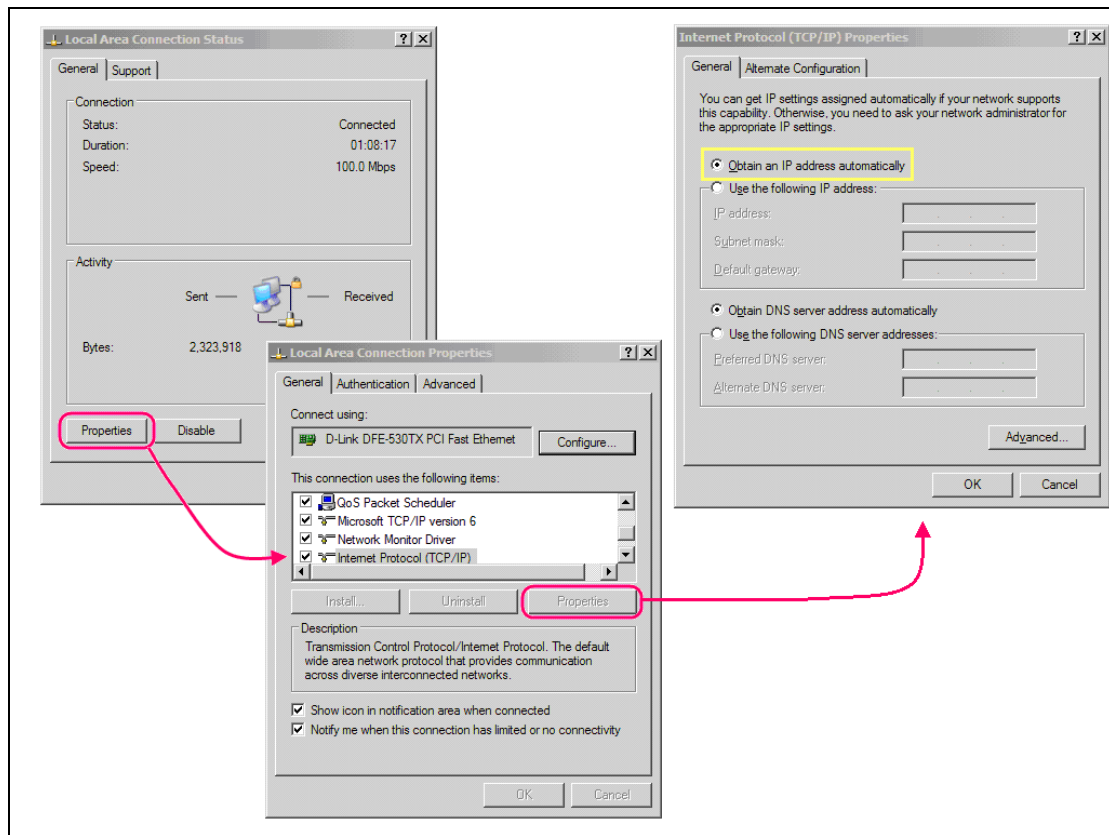 Local Area Connection Status
General
Support
Connection
Status: Connected
Duration: 01:08:17
Speed: 100.0 Mbps
Activity
Sent
Received
Bytes: 2,323,918
Properties
Disable
Local Area Connection Properties
General
Authentication
Advanced
Connect using:
D-Link DFE-530TX PCI Fast Ethernet
Configure...
This connection uses the following items:
QoS Packet Scheduler
Microsoft TCP/IP version 6
Network Monitor Driver
Internet Protocol (TCP/IP)
Install...
Uninstall
Properties
Description
Transmission Control Protocol/Internet Protocol. The default
wide area network protocol that provides communication
across diverse interconnected networks.
Show icon in notification area when connected
Notify me when this connection has limited or no connectivity
OK
Cancel
Internet Protocol (TCP/IP) Properties
General
Alternate Configuration
You can get IP settings assigned automatically if your network supports
this capability. Otherwise, you need to ask your network administrator for
the appropriate IP settings.
Obtain an IP address automatically
Use the following IP address:
IP address:
Subnet mask:
Default gateway:
Obtain DNS server address automatically
Use the following DNS server addresses:
Preferred DNS server:
Alternate DNS server:
Advanced...
OK
Cancel